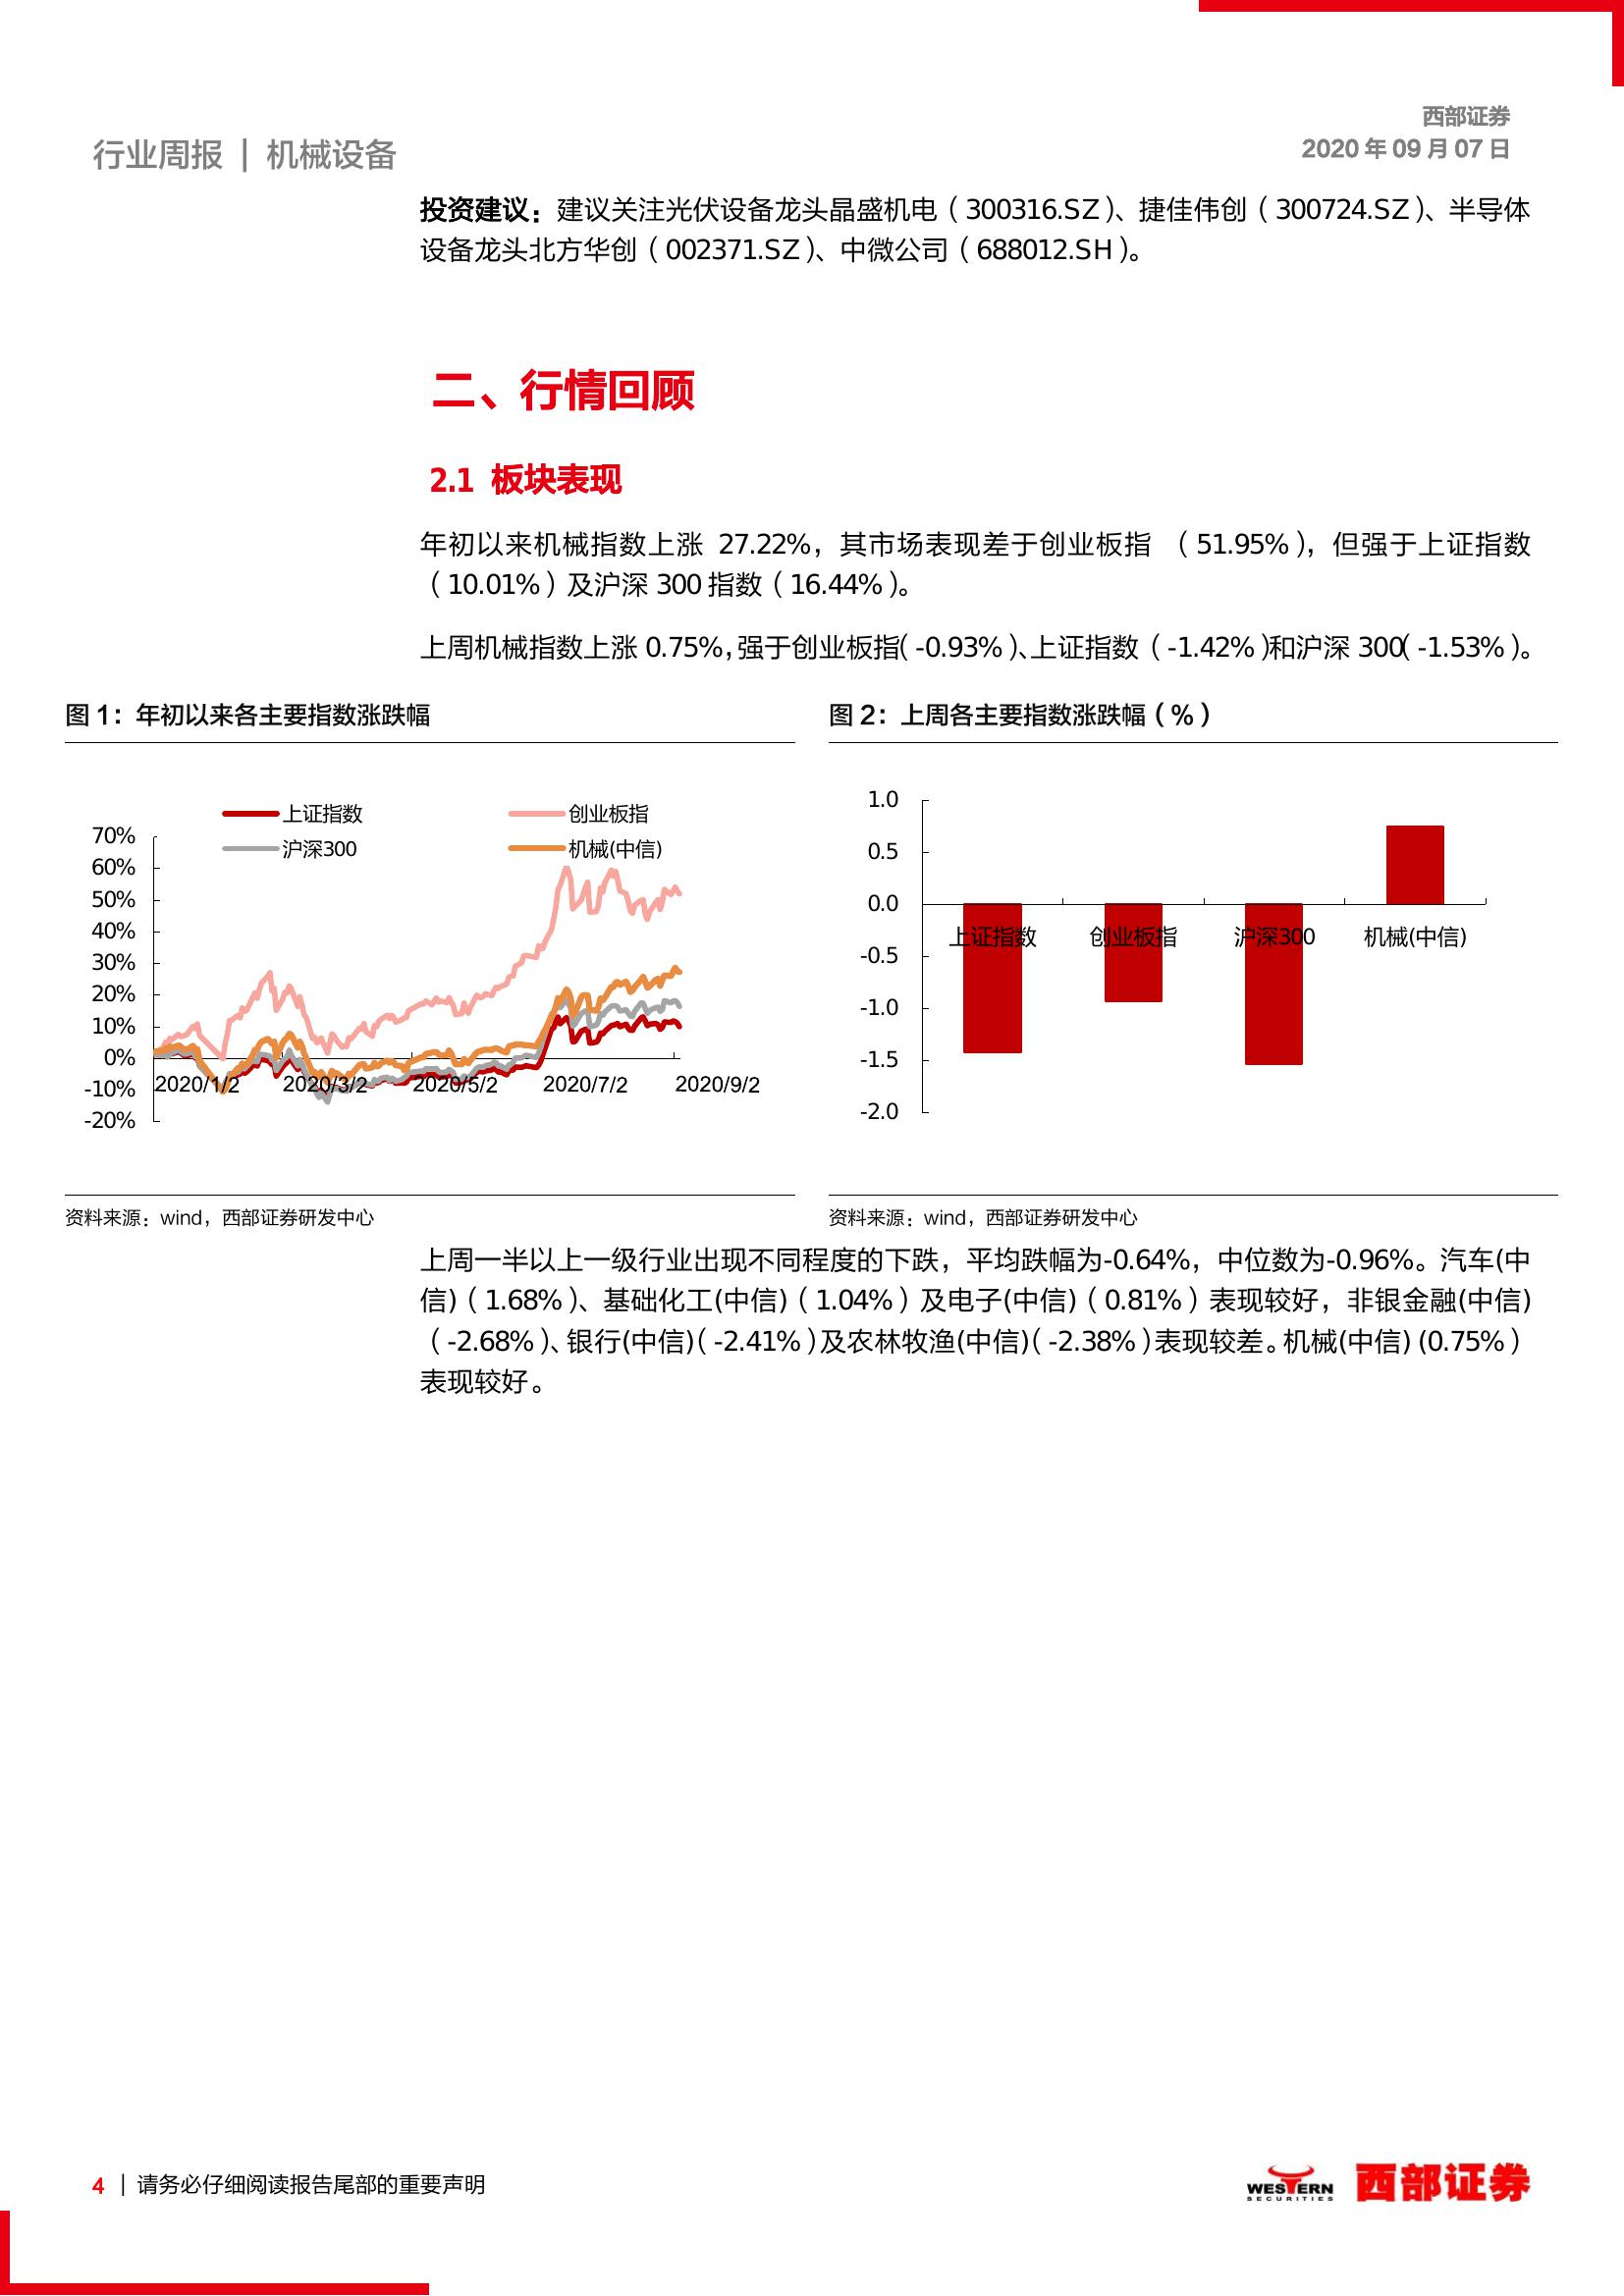 西部证券
2020 年 09 月 07 日
行业周报 | 机械设备
投资建议：建议关注光伏设备龙头晶盛机电（300316.SZ）、捷佳伟创（300724.SZ）、半导体
设备龙头北方华创（002371.SZ）、中微公司（688012.SH）。
二、行情回顾
2.1 板块表现
年初以来机械指数上涨 27.22%，其市场表现差于创业板指 （51.95%），但强于上证指数
（10.01%）及沪深 300 指数（16.44%）。
上周机械指数上涨 0.75%，强于创业板指（-0.93%）、上证指数（-1.42%）和沪深 300（-1.53%）。
图 1：年初以来各主要指数涨跌幅
上证指数
创业板指
沪深300
机械(中信)
70%
60%
50%
40%
30%
20%
10%
0%
-10%
-20%
2020/1/2
2020/3/2
2020/5/2
2020/7/2
2020/9/2
资料来源：wind，西部证券研发中心
图 2：上周各主要指数涨跌幅（%）
1.0
0.5
0.0
-0.5
-1.0
-1.5
-2.0
上证指数
创业板指
沪深300
机械(中信)
资料来源：wind，西部证券研发中心
上周一半以上一级行业出现不同程度的下跌，平均跌幅为-0.64%，中位数为-0.96%。汽车(中
信)（1.68%）、基础化工(中信)（1.04%）及电子(中信)（0.81%）表现较好，非银金融(中信)
（-2.68%）、银行(中信)（-2.41%）及农林牧渔(中信)（-2.38%）表现较差。机械(中信) (0.75%）
表现较好。
4 | 请务必仔细阅读报告尾部的重要声明
WESTERN
SECURITIES
西部证券